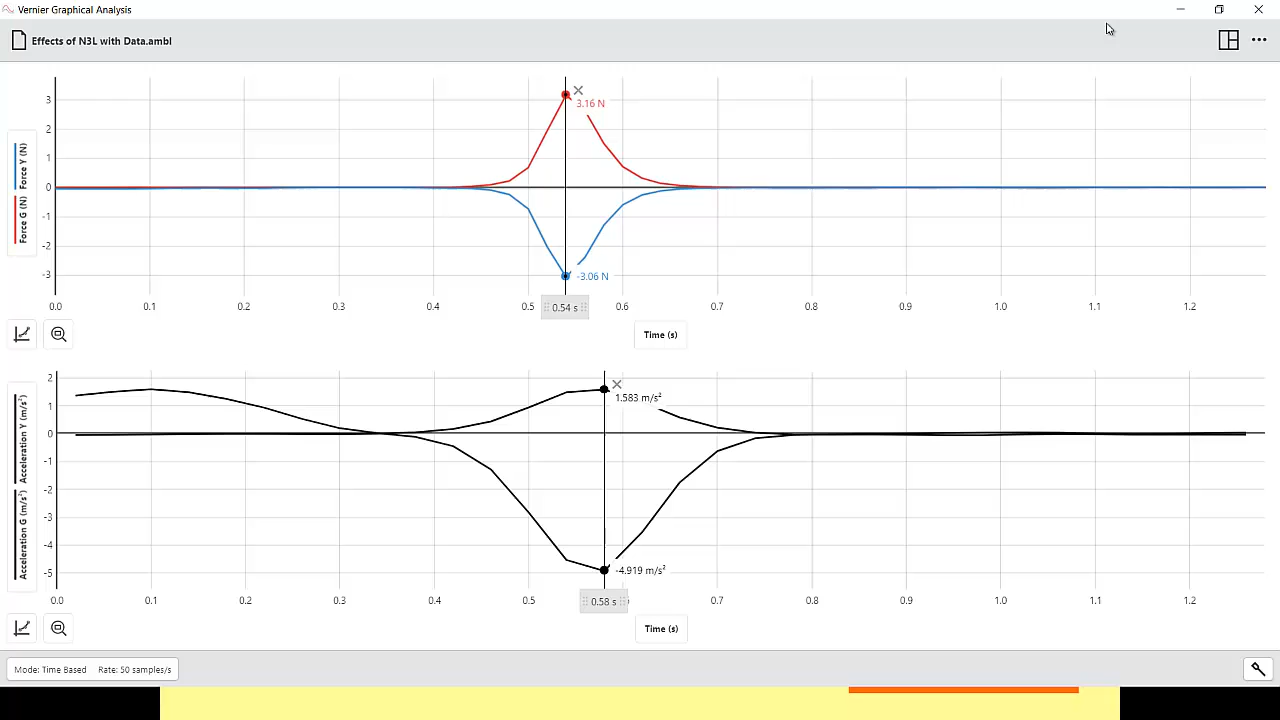 Vernier Graphical Analysis
Effects of N3L with Data.ambl
Force G (N) Force Y (N)
3
2
1
0
-1
-2
-3
3.16 N
-3.06 N
0.0 0.1 0.2 0.3 0.4 0.5 0.54 s 0.6 0.7 0.8 0.9 1.0 1.1 1.2
Time (s)
Acceleration G (m/s²) Acceleration Y (m/s²)
2
1
0
-1
-2
-3
-4
-5
1.583 m/s²
-4.919 m/s²
0.0 0.1 0.2 0.3 0.4 0.5 0.58 s 0.7 0.8 0.9 1.0 1.1 1.2
Time (s)
Mode: Time Based Rate: 50 samples/s